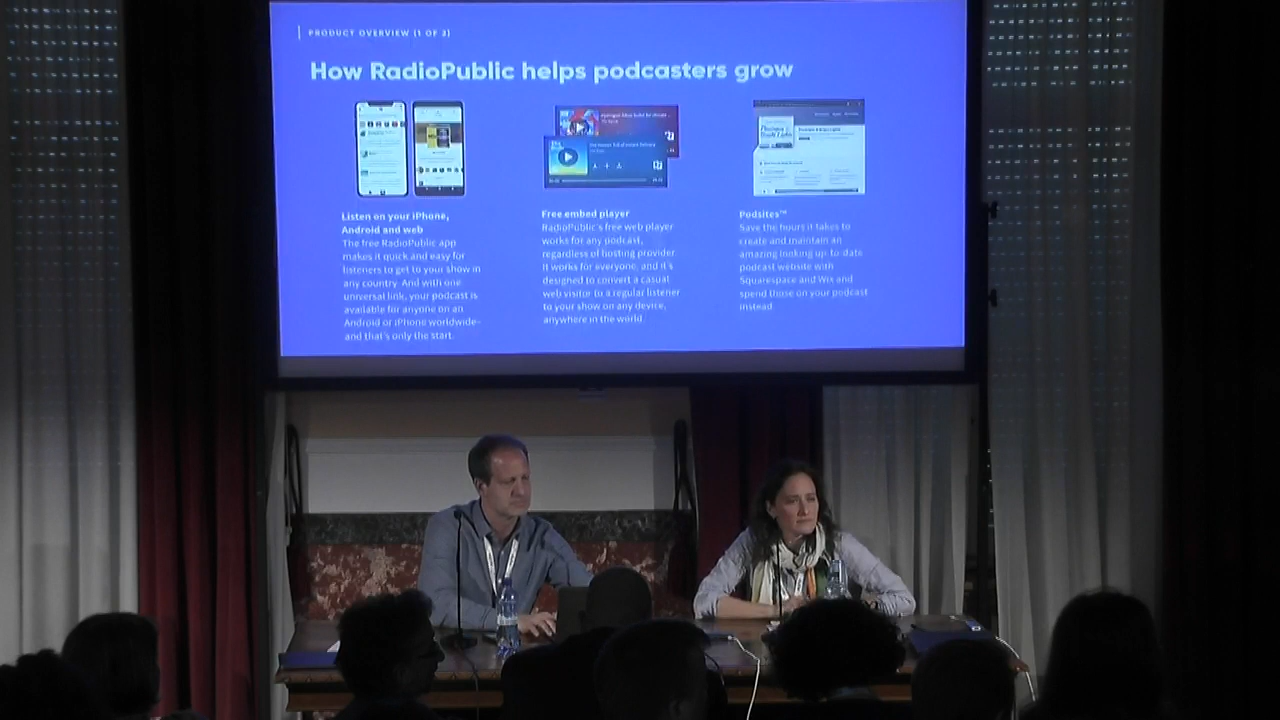 PRODUCT OVERVIEW (1 OF 2)
How RadioPublic helps podcasters grow
Listen on your iPhone,
Android and web
The free RadioPublic app
makes it quick and easy for
listeners to get to your show in
any country. And with one
universal link, your podcast is
available for anyone on an
Android or iPhone worldwide–
and that's only the start.
Free embed player
RadioPublic's free web player
works for any podcast,
regardless of hosting provider.
It works for everyone, and it's
designed to convert a casual
web visitor to a regular listener
to your show on any device,
anywhere in the world.
Podsites™
Save the hours it takes to
create and maintain an
amazing looking up-to-date
podcast website with
Squarespace and Wix and
spend those on your podcast
instead